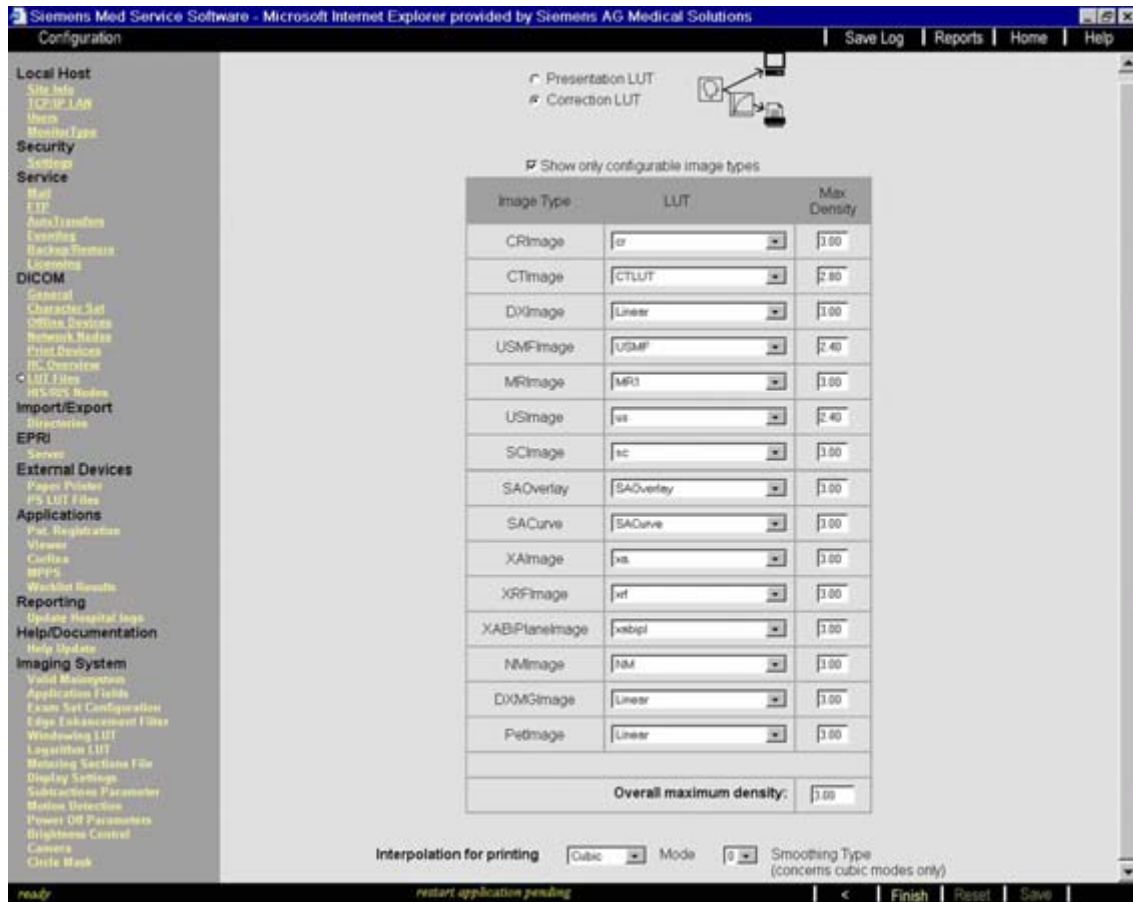 Siemens Med Service Software - Microsoft Internet Explorer provided by Siemens AG Medical Solutions
Configuration
Save Log | Reports | Home | Help
Local Host
Site Info
TCP/IP LAN
Users
MonitorType
Security
Settings
Service
Mail
FTP
AutoTransfers
Eventlog
Backup/Restore
Licensing
DICOM
General
Character Set
Offline Devices
Network Nodes
Print Devices
HC Overview
LUT Files
HIS/RIS Nodes
Import/Export
Directories
EPRI
Server
External Devices
Paper Printer
PS LUT Files
Applications
Pat. Registration
Viewer
MPPS
Worklist Results
Reporting
Update Hospital logo
Help/Documentation
Help Update
Imaging System
Valid Mainsystem
Application Fields
Exam Set Configuration
Edge Enhancement Filter
Windowing LUT
Logarithm LUT
Metering Sections File
Display Settings
Subtractions Parameter
Motion Detection
Power Off Parameters
Brightness Control
Camera
Circle Mask
Presentation LUT
Correction LUT
Show only configurable image types
Image Type LUT Max Density
CRImage cr 3.00
CTImage CTLUT 2.80
DXImage Linear 3.00
USMFImage USMF 2.40
MRImage MR1 3.00
USImage us 2.40
SCImage sc 3.00
SAOverlay SAOverlay 3.00
SACurve SACurve 3.00
XAImage xa 3.00
XRFImage xrf 3.00
XABiPlaneImage xabipl 3.00
NMImage NM 3.00
DXMGImage Linear 3.00
PetImage Linear 3.00
Overall maximum density: 3.00
Interpolation for printing Cubic Mode 0 Smoothing Type
(concerns cubic modes only)
ready
restart application pending
< | Finish | Reset | Save